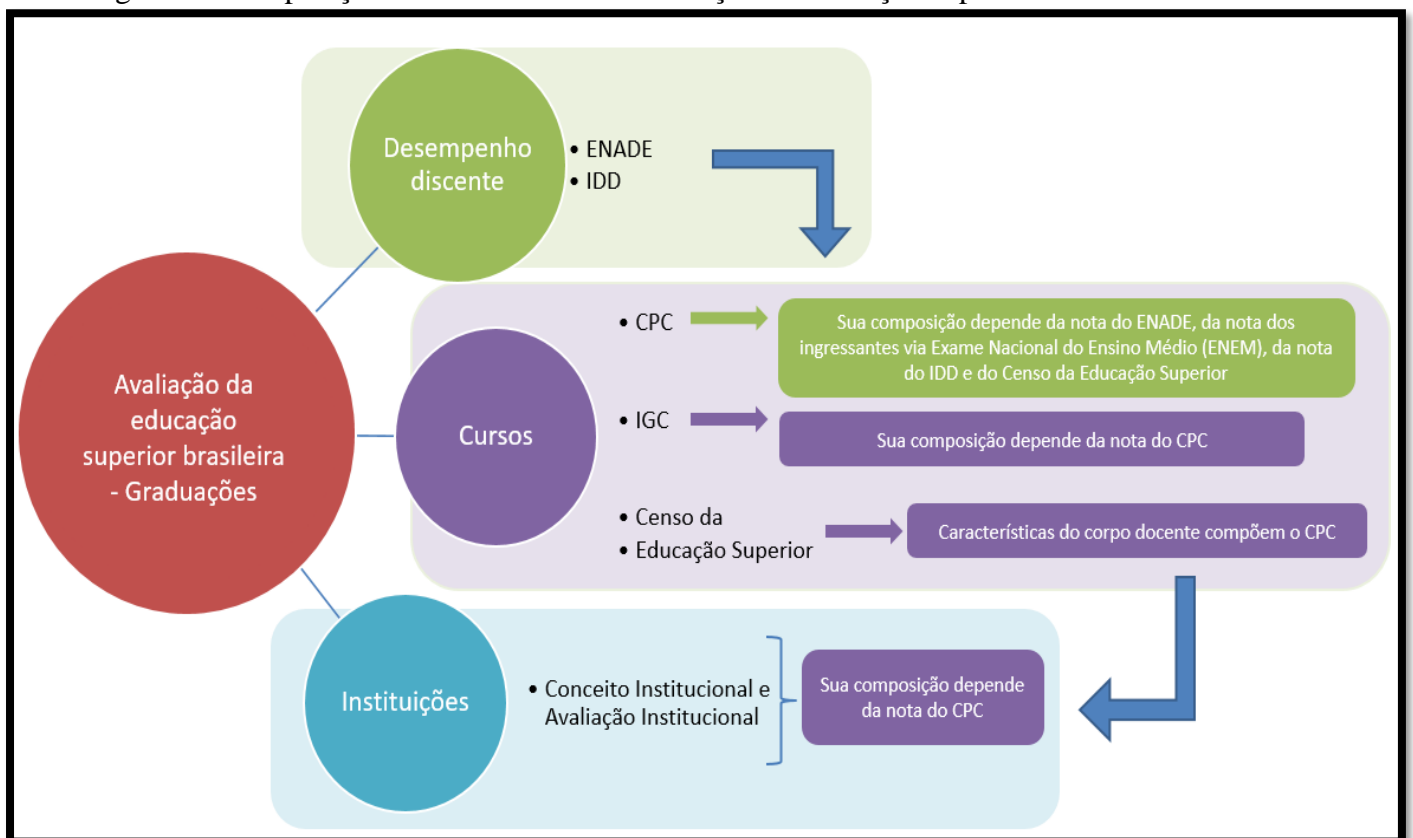 Desempenho
discente
• ENADE
• IDD
Avaliação da
educação
superior brasileira
- Graduações
Cursos
• CPC
Sua composição depende da nota do ENADE, da nota dos
ingressantes via Exame Nacional do Ensino Médio (ENEM), da nota
do IDD e do Censo da Educação Superior
• IGC
Sua composição depende da nota do CPC
• Censo da
• Educação Superior
Características do corpo docente compõem o CPC
Instituições
• Conceito Institucional e
Avaliação Institucional
Sua composição depende
da nota do CPC